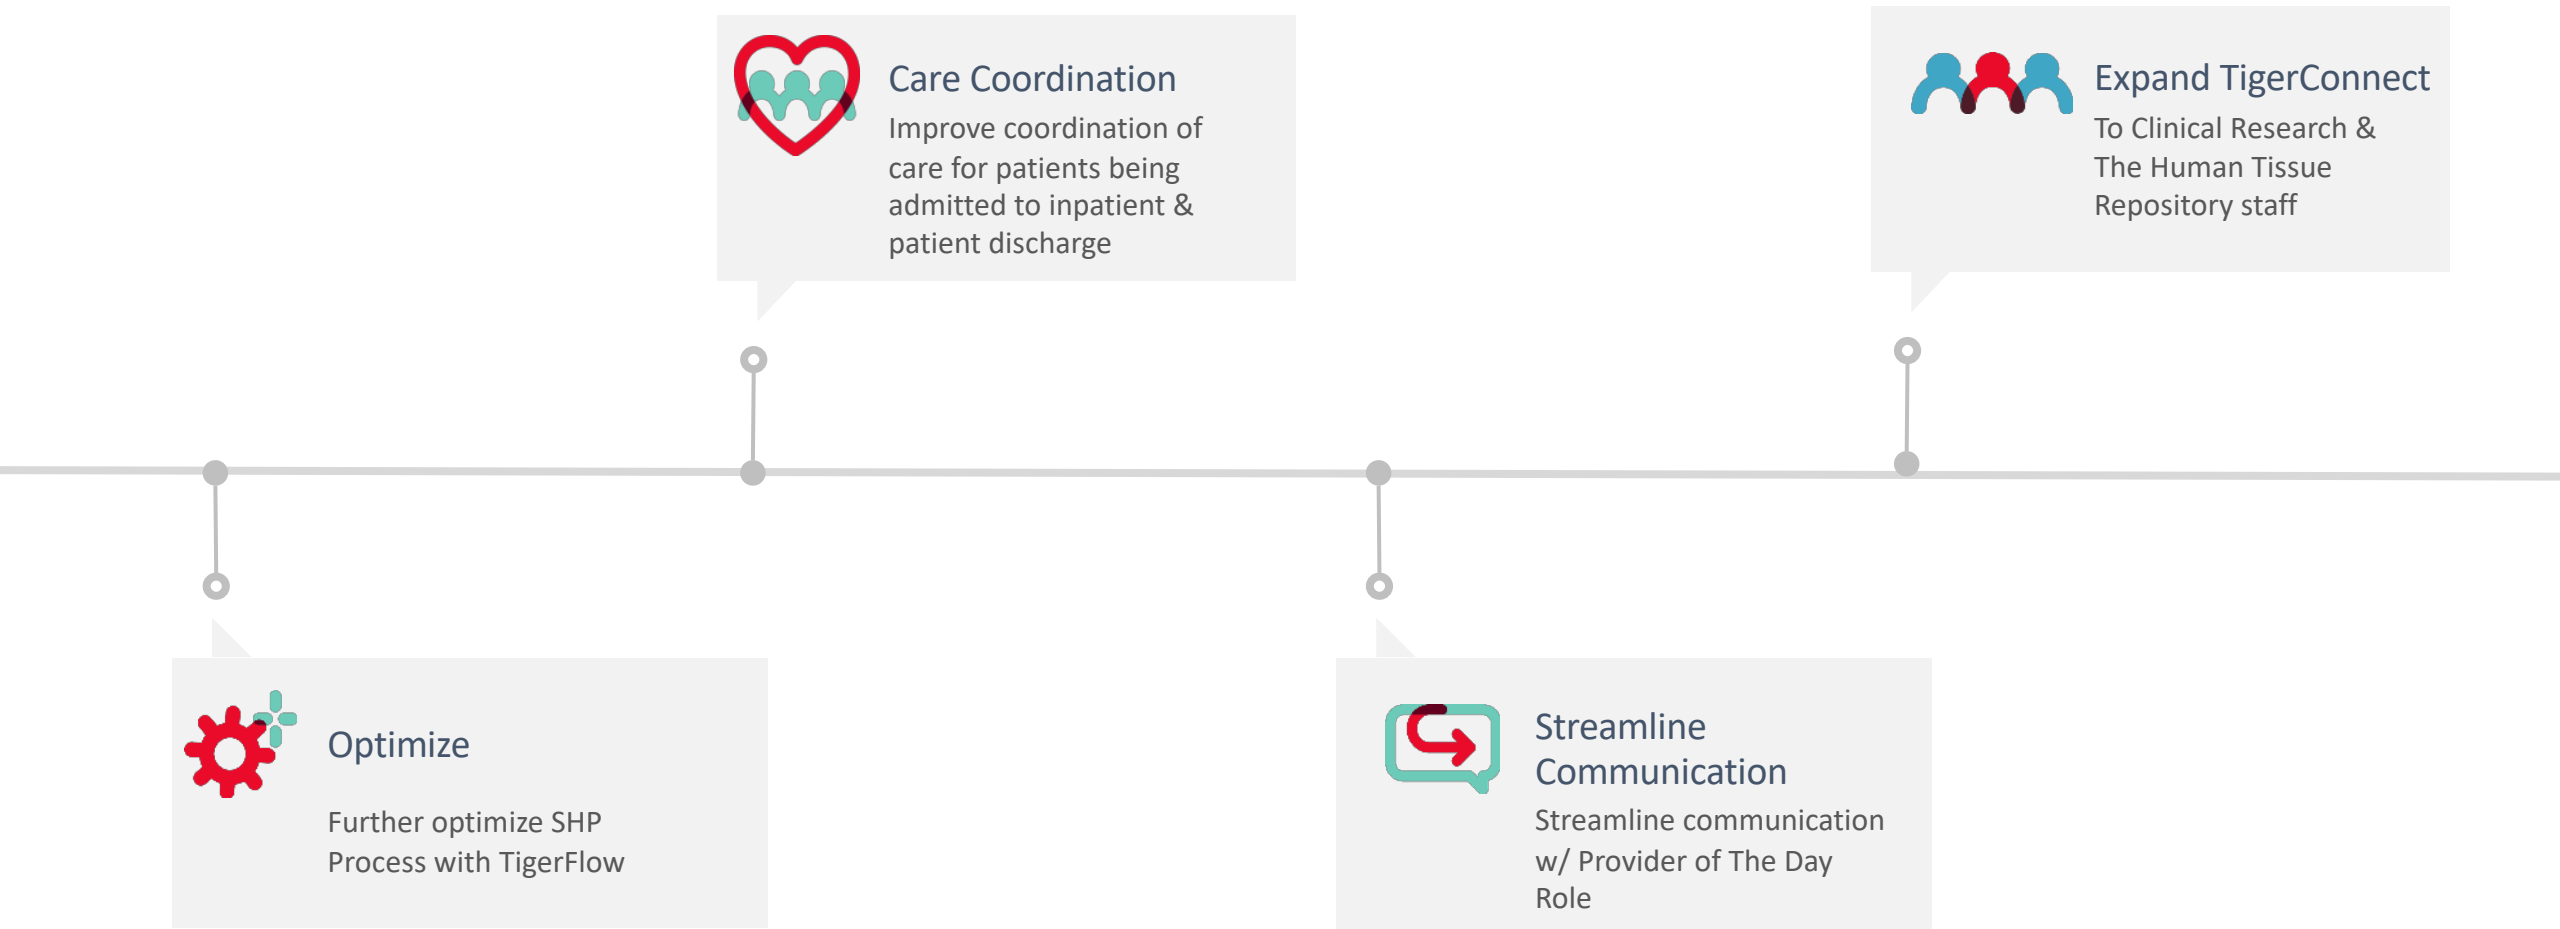 Care Coordination
Improve coordination of
care for patients being
admitted to inpatient &
patient discharge
Expand TigerConnect
To Clinical Research &
The Human Tissue
Repository staff
Optimize
Further optimize SHP
Process with TigerFlow
Streamline
Communication
Streamline communication
w/ Provider of The Day
Role